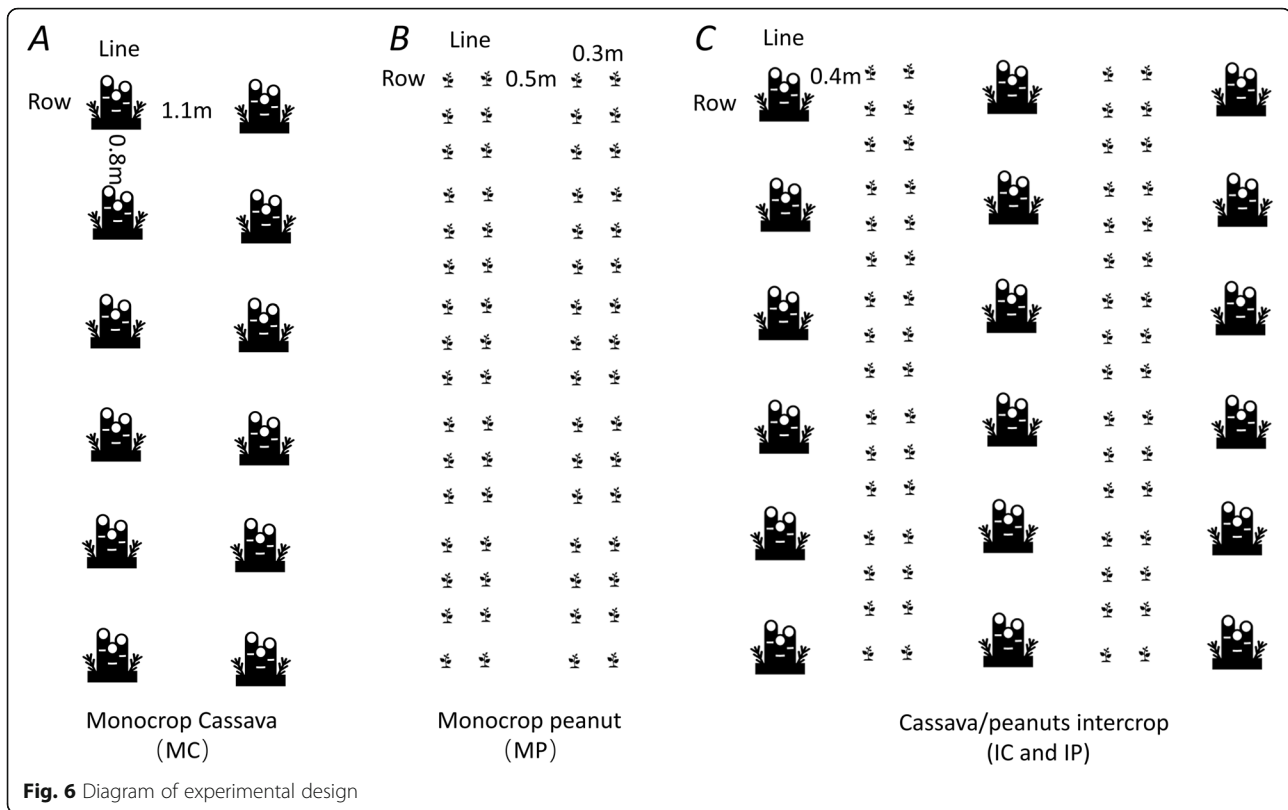 A
Line
Row
1.1m
0.8m
Monocrop Cassava
（MC）
B
Line
0.3m
Row
0.5m
Monocrop peanut
（MP）
C
Line
0.4m
Row
Cassava/peanuts intercrop
(IC and IP)
Fig. 6 Diagram of experimental design